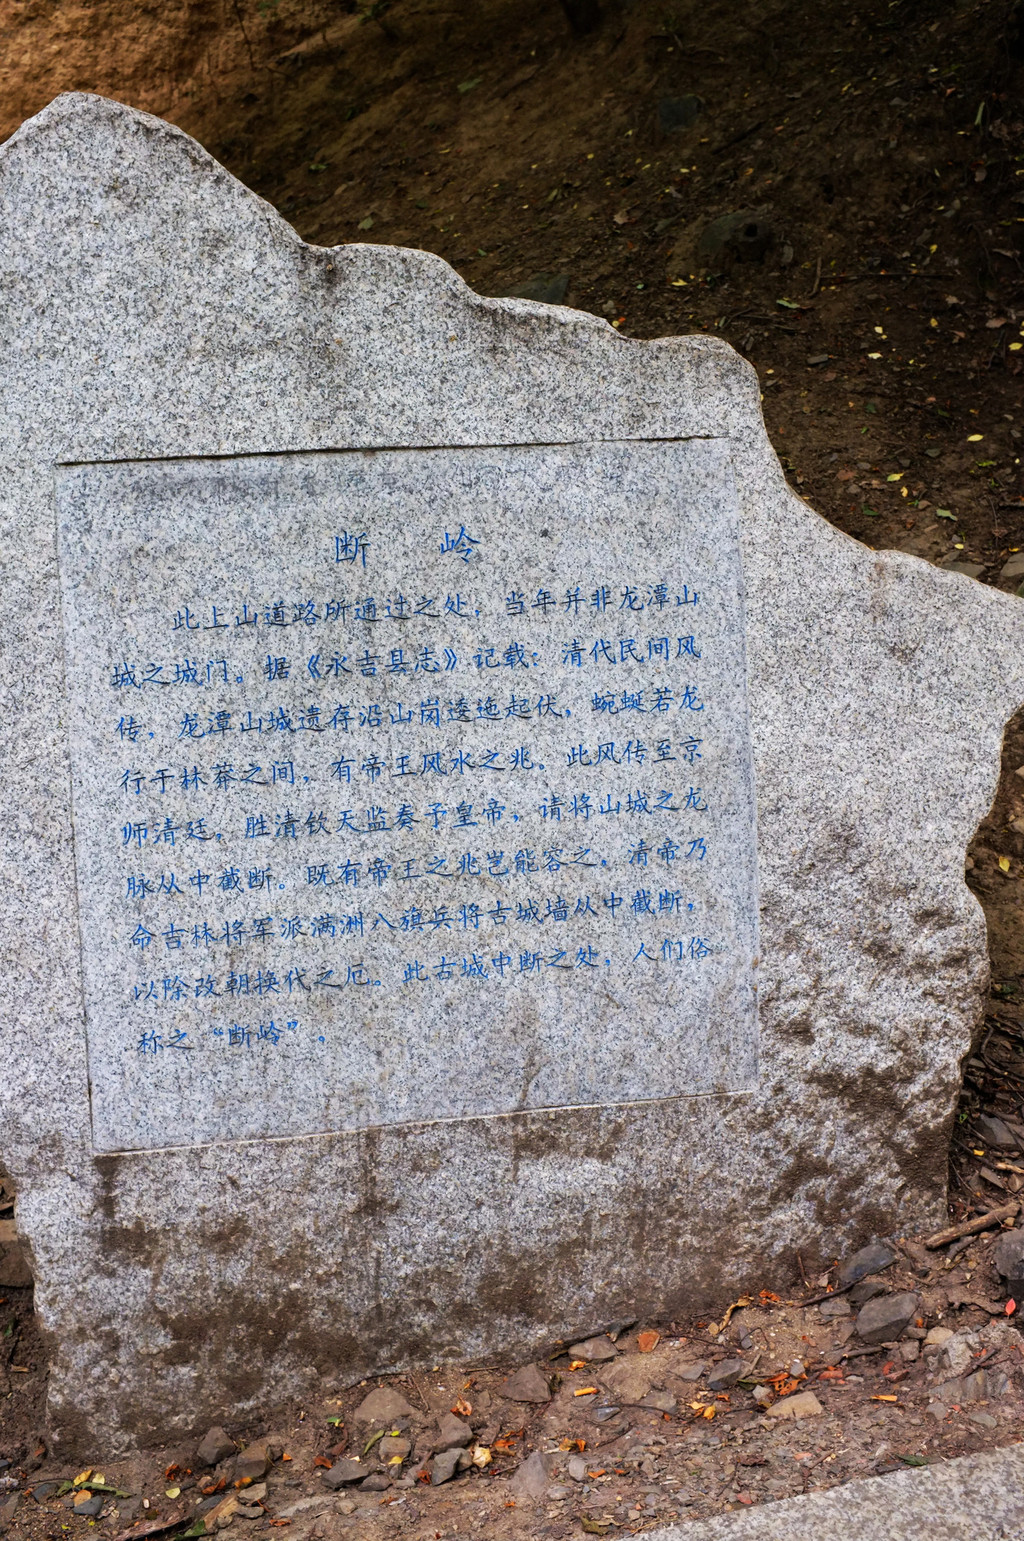 断 岭
此上山道路所通过之处，当年并非龙潭山
城之城门。据《永吉县志》记载：清代民间风
传，龙潭山城遗存沿山岗逶迤起伏，蜿蜒若龙
行于林莽之间，有帝王风水之兆。此风传至京
师清廷，胜清钦天监奏予皇帝，请将山城之龙
脉从中截断。既有帝王之兆岂能容之，清帝乃
命吉林将军派满洲八旗兵将古城墙从中截断，
以除改朝换代之厄。此古城中断之处，人们俗
称之“断岭”。